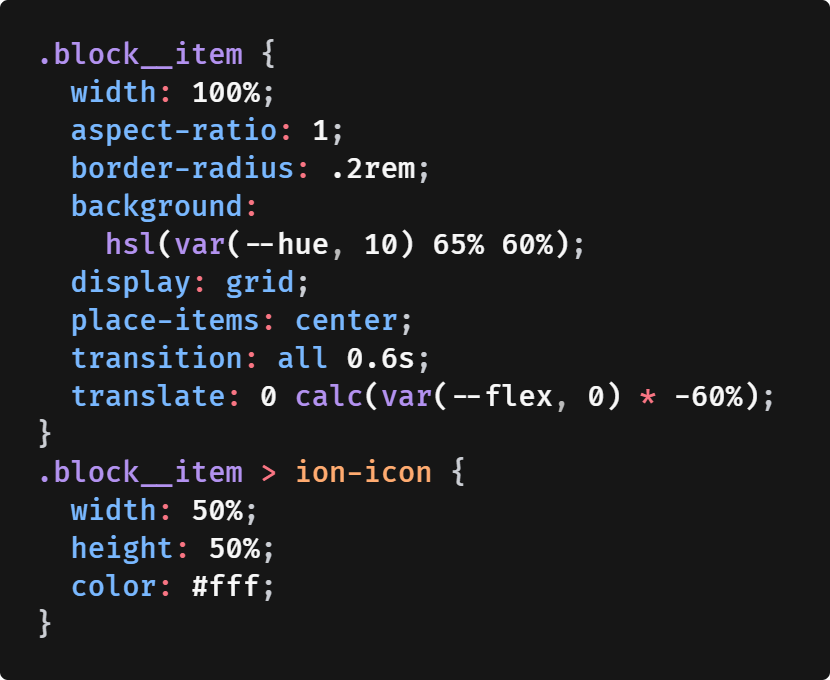 .block__item {
  width: 100%;
  aspect-ratio: 1;
  border-radius: .2rem;
  background:
    hsl(var(--hue, 10) 65% 60%);
  display: grid;
  place-items: center;
  transition: all 0.6s;
  translate: 0 calc(var(--flex, 0) * -60%);
}
.block__item > ion-icon {
  width: 50%;
  height: 50%;
  color: #fff;
}